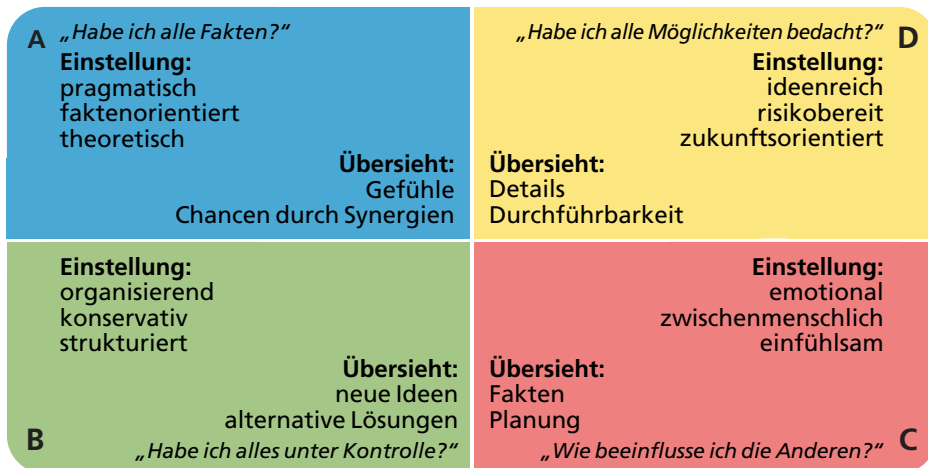 A
„Habe ich alle Fakten?“
Einstellung:
pragmatisch
faktenorientiert
theoretisch
Übersieht:
Gefühle
Chancen durch Synergien
„Habe ich alle Möglichkeiten bedacht?“
D
Einstellung:
ideenreich
risikobereit
zukunftsorientiert
Übersieht:
Details
Durchführbarkeit
Einstellung:
organisierend
konservativ
strukturiert
Übersieht:
neue Ideen
alternative Lösungen
B
„Habe ich alles unter Kontrolle?“
Einstellung:
emotional
zwischenmenschlich
einfühlsam
Übersieht:
Fakten
Planung
„Wie beeinflusse ich die Anderen?“
C